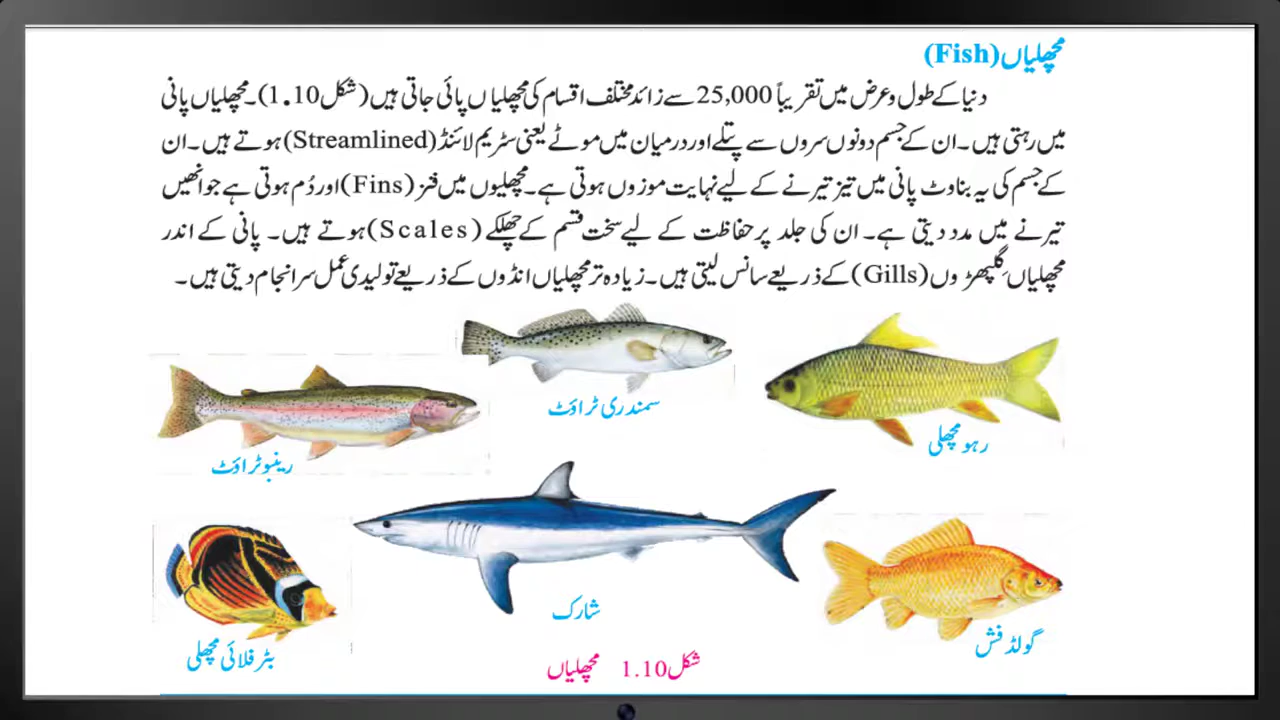 مچھلیاں (Fish)
دنیا کے طول و عرض میں تقریباً 25,000 سے زائد مختلف اقسام کی مچھلیا ں پائی جاتی ہیں (شکل 1.10)۔ مچھلیاں پانی
میں رہتی ہیں۔ ان کے جسم دونوں سروں سے پتلے اور درمیان میں موٹے یعنی سٹریم لائنڈ (Streamlined) ہوتے ہیں۔ ان
کے جسم کی یہ بناوٹ پانی میں تیز تیرنے کے لیے نہایت موزوں ہوتی ہے۔ مچھلیوں میں فنز (Fins) اور دُم ہوتی ہے جو انھیں
تیرنے میں مدد دیتی ہے۔ ان کی جلد پر حفاظت کے لیے سخت قسم کے چھلکے (Scales) ہوتے ہیں۔ پانی کے اندر
مچھلیاں گلپھڑ وں (Gills) کے ذریعے سانس لیتی ہیں۔ زیادہ تر مچھلیاں انڈوں کے ذریعے تولیدی عمل سرانجام دیتی ہیں۔
سمندری ٹراؤٹ
رہو مچھلی
رینبو ٹراؤٹ
شارک
گولڈ فش
بٹر فلائی مچھلی
شکل 1.10 مچھلیاں